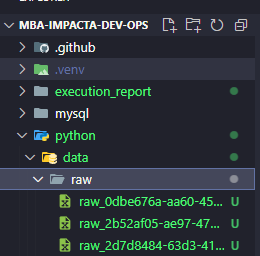 MBA-IMPACTA-DEV-OPS
.github
.venv
execution_report
mysql
python
data
raw
raw_0dbe676a-aa60-45... U
raw_2b52af05-ae97-47... U
raw_2d7d8484-63d3-41... U